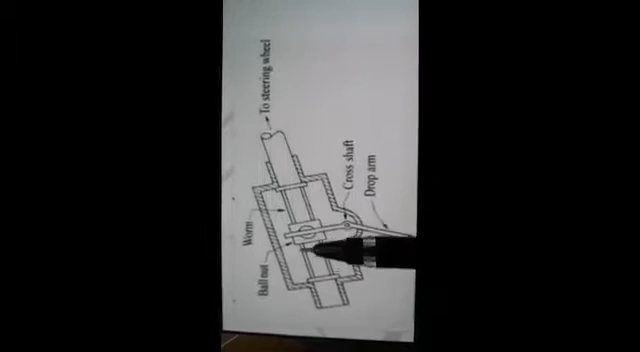 To steering wheel
Cross shaft
Drop arm
Worm
Ball nut